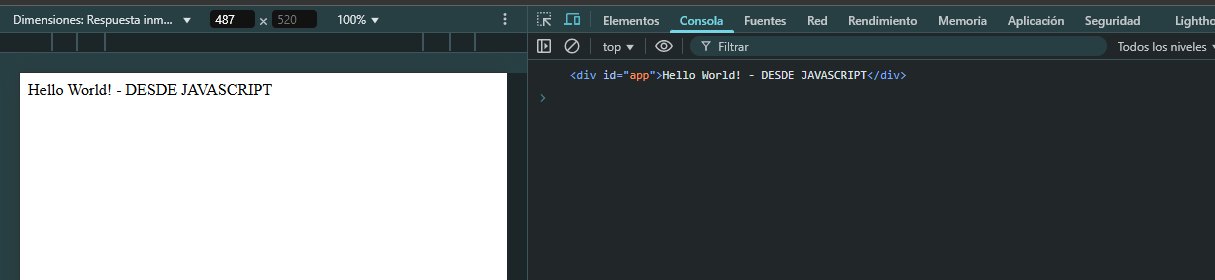 Dimensiones: Respuesta inm... 487 × 520 100%
Elementos Consola Fuentes Red Rendimiento Memoria Aplicación Seguridad Lightho
top Filtrar Todos los niveles
Hello World! - DESDE JAVASCRIPT
<div id="app">Hello World! - DESDE JAVASCRIPT</div>